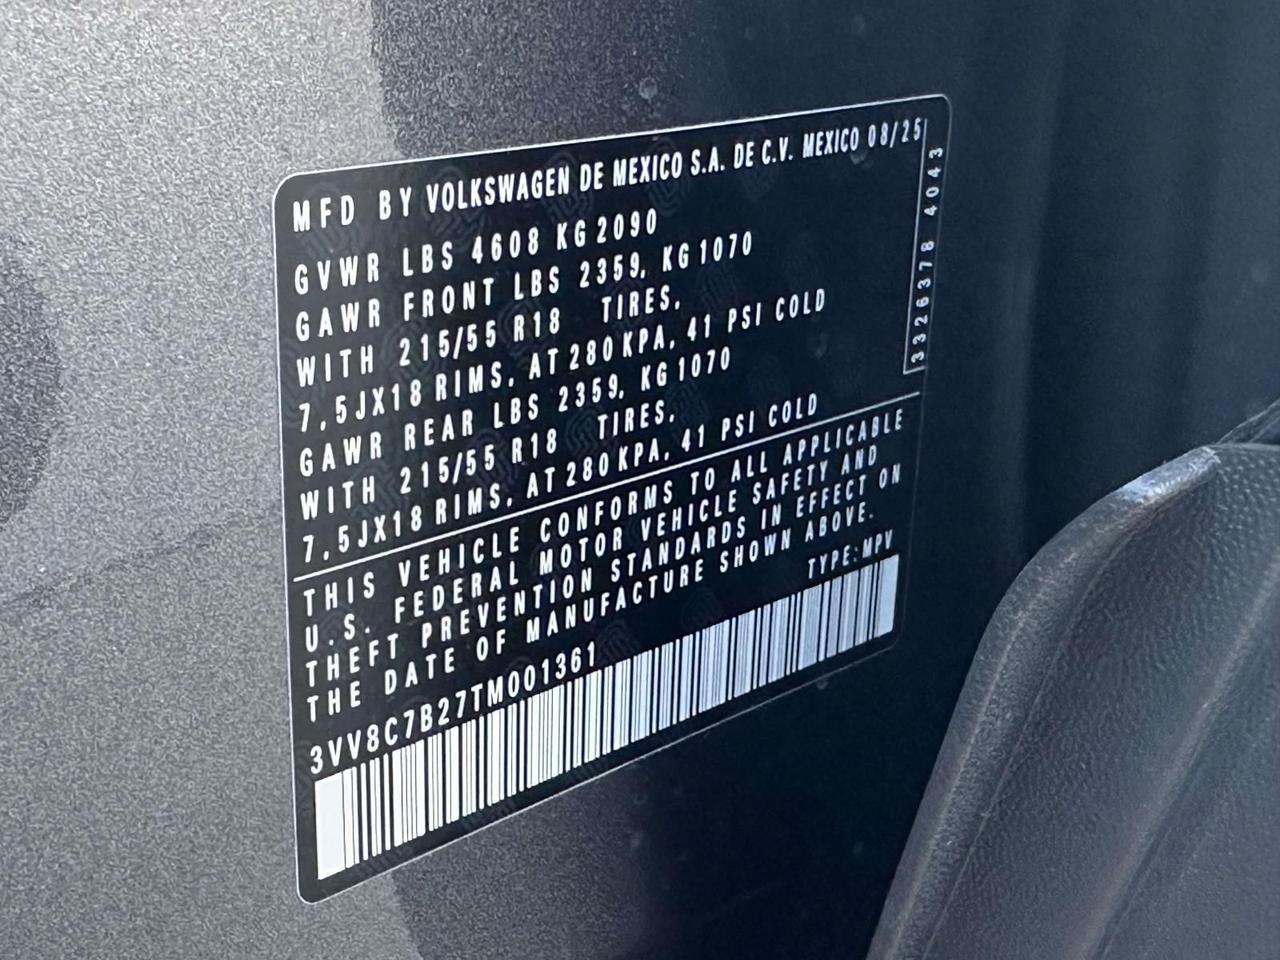 MFD BY VOLKSWAGEN DE MEXICO S.A. DE C.V. MEXICO 08/25
GVWR LBS 4608 KG 2090
GAWR FRONT LBS 2359, KG 1070
WITH 215/55 R18 TIRES,
7,5JX18 RIMS, AT 280 KPA, 41 PSI COLD
GAWR REAR LBS 2359, KG 1070
WITH 215/55 R18 TIRES,
7,5JX18 RIMS, AT 280 KPA, 41 PSI COLD
3326378 4043
THIS VEHICLE CONFORMS TO ALL APPLICABLE
U.S. FEDERAL MOTOR VEHICLE SAFETY AND
THEFT PREVENTION STANDARDS IN EFFECT ON
THE DATE OF MANUFACTURE SHOWN ABOVE.
TYPE:MPV
3VV8C7B27TM001361